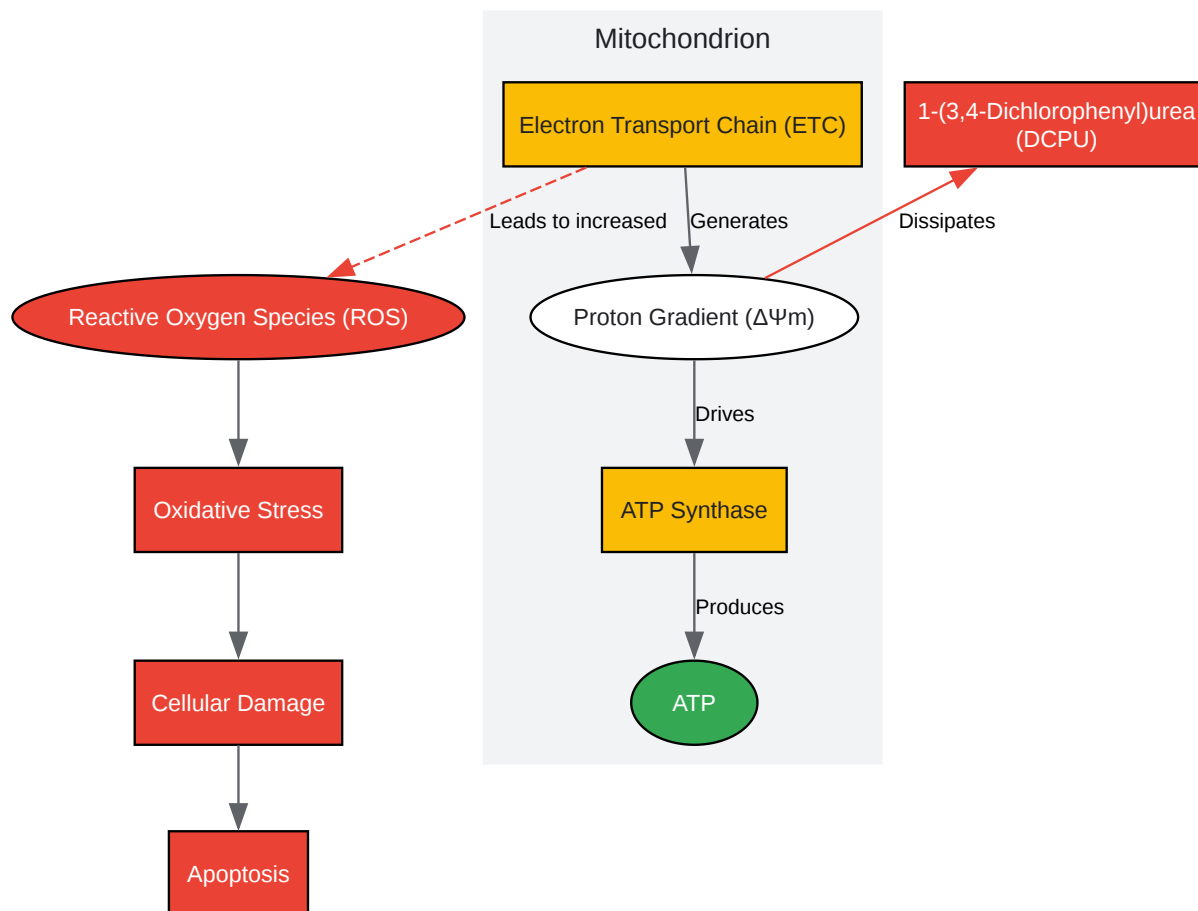 Mitochondrion
Electron Transport Chain (ETC)
1-(3,4-Dichlorophenyl)urea
(DCPU)
Leads to increased
Generates
Dissipates
Reactive Oxygen Species (ROS)
Proton Gradient (ΔΨm)
Drives
Oxidative Stress
ATP Synthase
Produces
Cellular Damage
ATP
Apoptosis